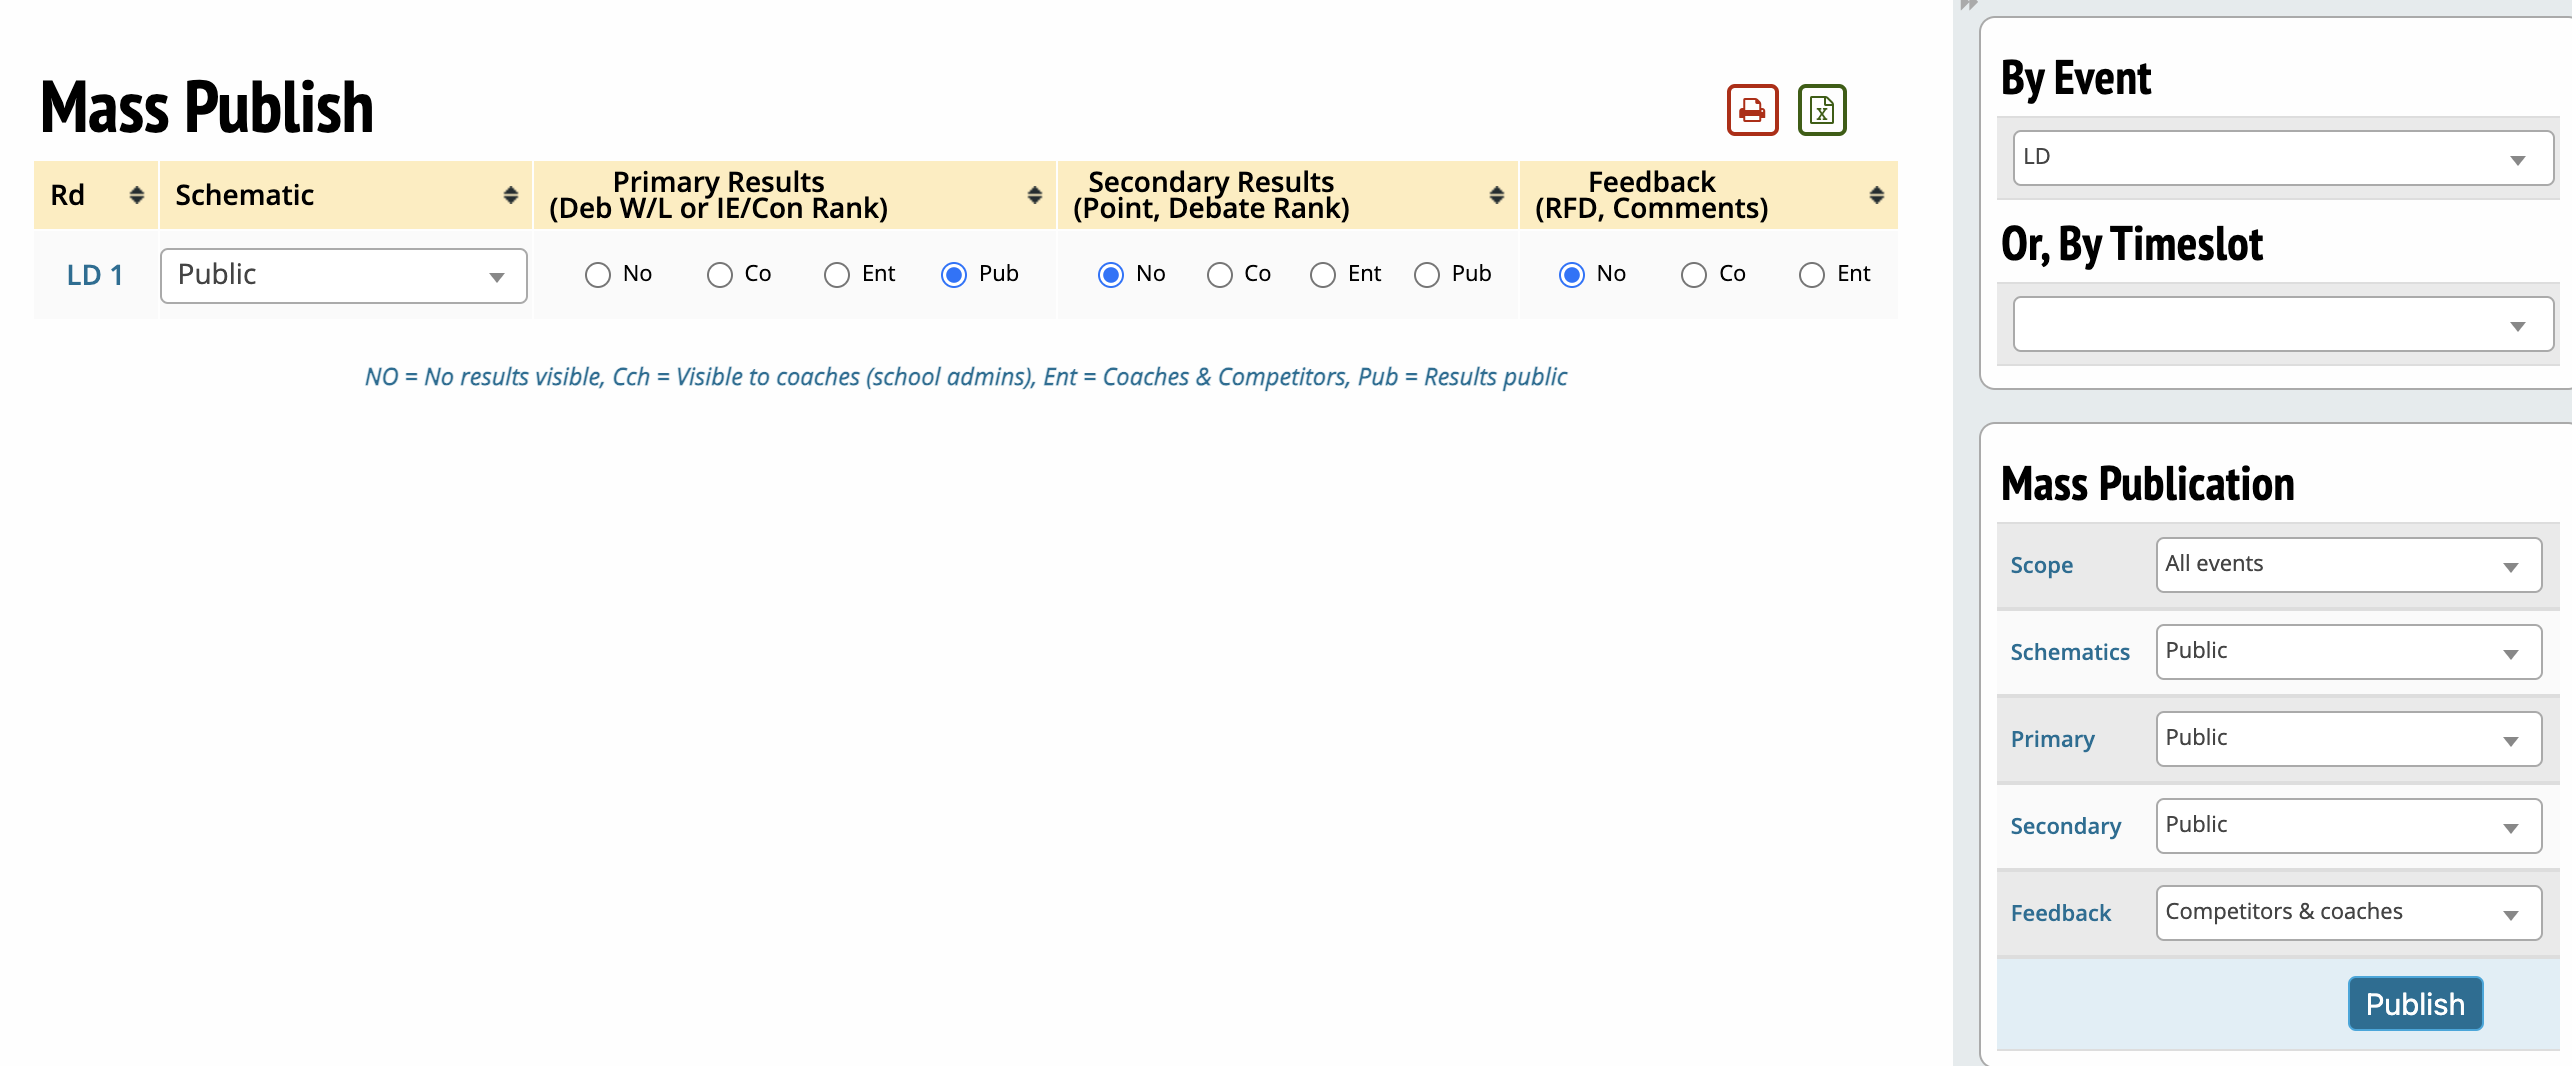 Mass Publish
Rd
Schematic
Primary Results
(Deb W/L or IE/Con Rank)
Secondary Results
(Point, Debate Rank)
Feedback
(RFD, Comments)
LD 1
Public
No Co Ent Pub
No Co Ent Pub
No Co Ent
NO = No results visible, Cch = Visible to coaches (school admins), Ent = Coaches & Competitors, Pub = Results public
By Event
LD
Or, By Timeslot
Mass Publication
Scope All events
Schematics Public
Primary Public
Secondary Public
Feedback Competitors & coaches
Publish